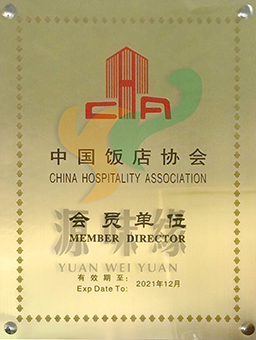 CHA
中国饭店协会
CHINA HOSPITALITY ASSOCIATION
会员单位
源味缘
MEMBER DIRECTOR
YUAN WEI YUAN
有效期至:
2021年12月
Exp Date To: